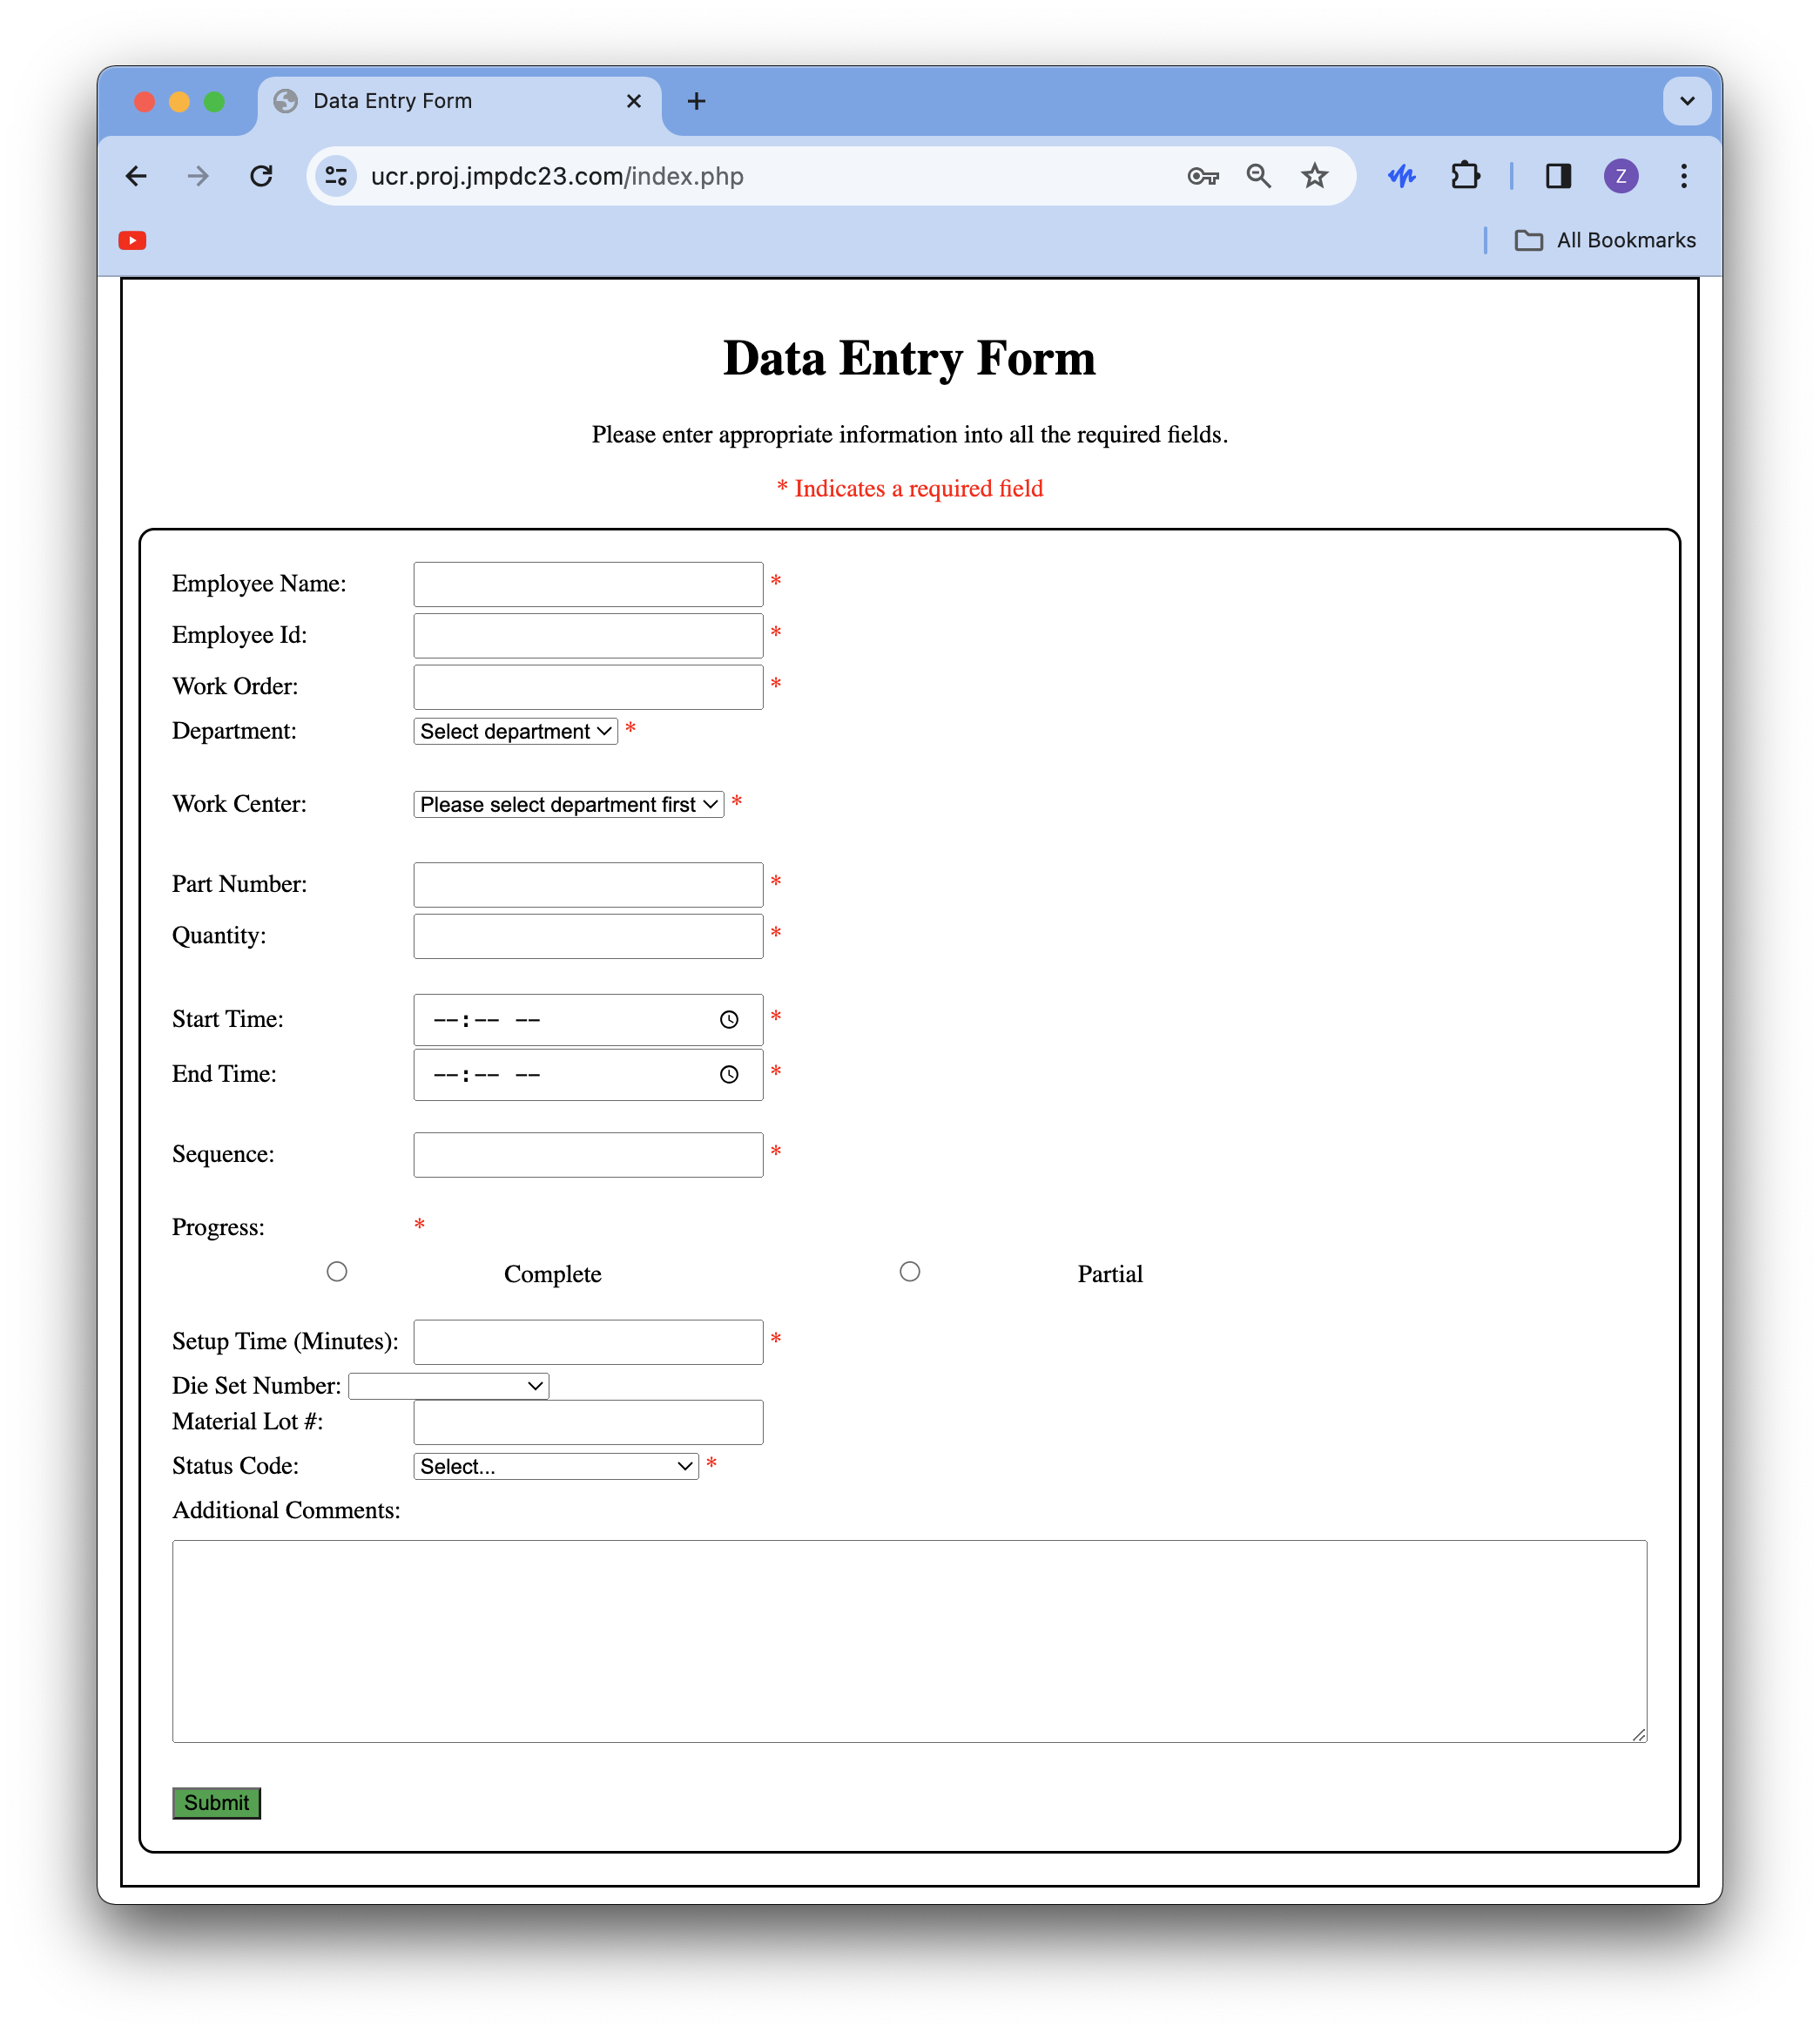 Data Entry Form
ucr.proj.jmpdc23.com/index.php
Z
All Bookmarks
Data Entry Form
Please enter appropriate information into all the required fields.
* Indicates a required field
Employee Name: *
Employee Id: *
Work Order: *
Department: Select department *
Work Center: Please select department first *
Part Number: *
Quantity: *
Start Time: --:-- -- *
End Time: --:-- -- *
Sequence: *
Progress: *
Complete Partial
Setup Time (Minutes): *
Die Set Number:
Material Lot #:
Status Code: Select... *
Additional Comments:
Submit